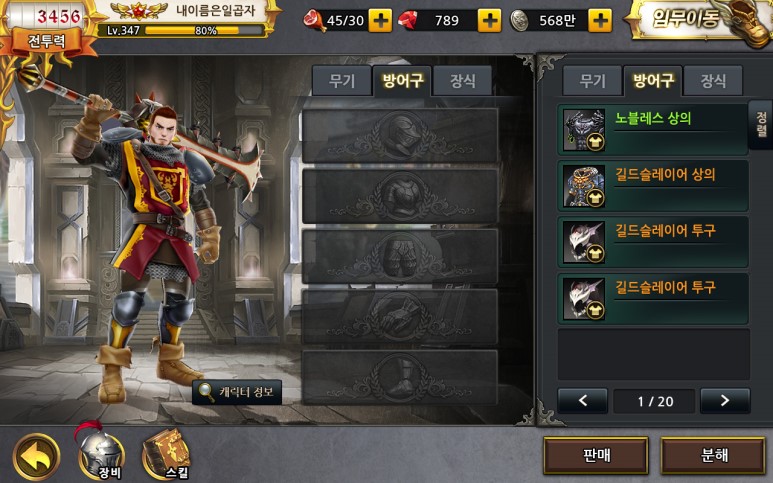 3456
전투력
내이름은일곱자
Lv.347 80%
45/30
789
568만
임무이동
무기 방어구 장식
무기 방어구 장식
정렬
노블레스 상의
길드슬레이어 상의
길드슬레이어 투구
길드슬레이어 투구
캐릭터 정보
< 1 / 20 >
장비
스킬
판매
분해